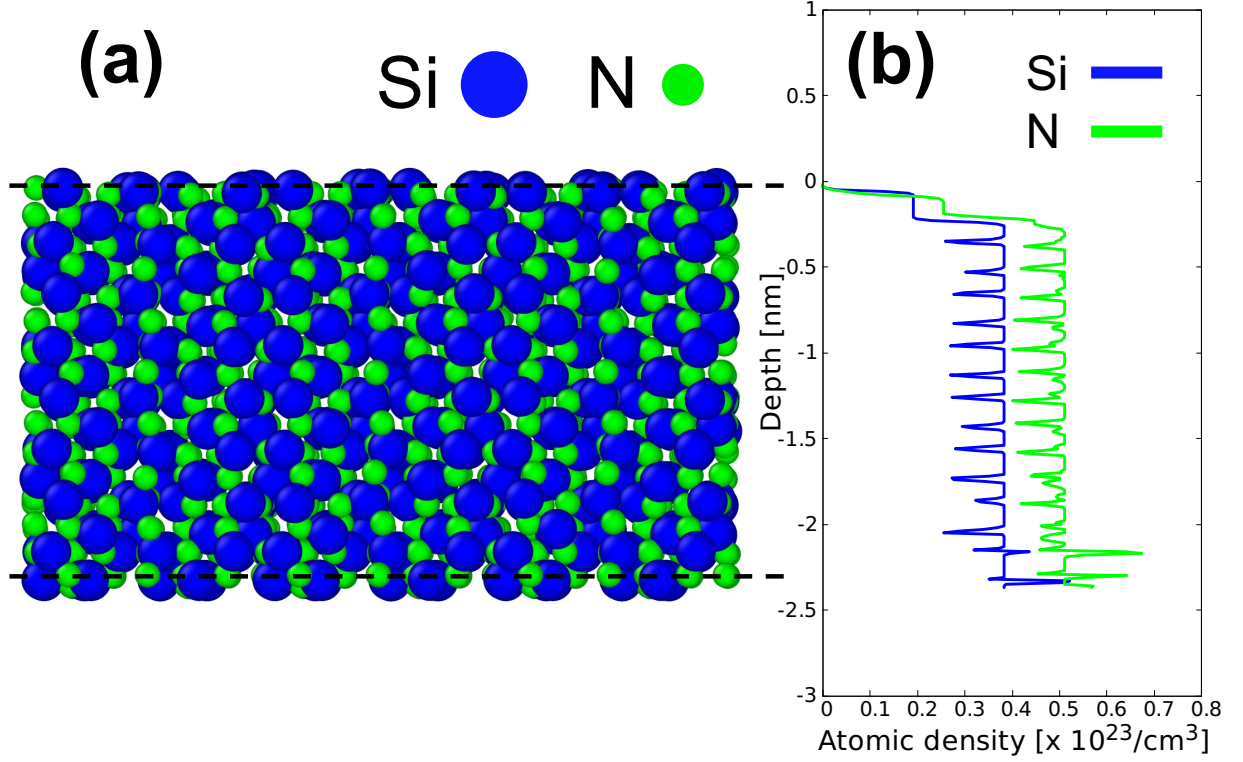 (a)
Si
N
(b)
Si
N
1
0.5
0
-0.5
-1
-1.5
-2
-2.5
-3
Depth [nm]
0 0.1 0.2 0.3 0.4 0.5 0.6 0.7 0.8
Atomic density [x 10²³/cm³]